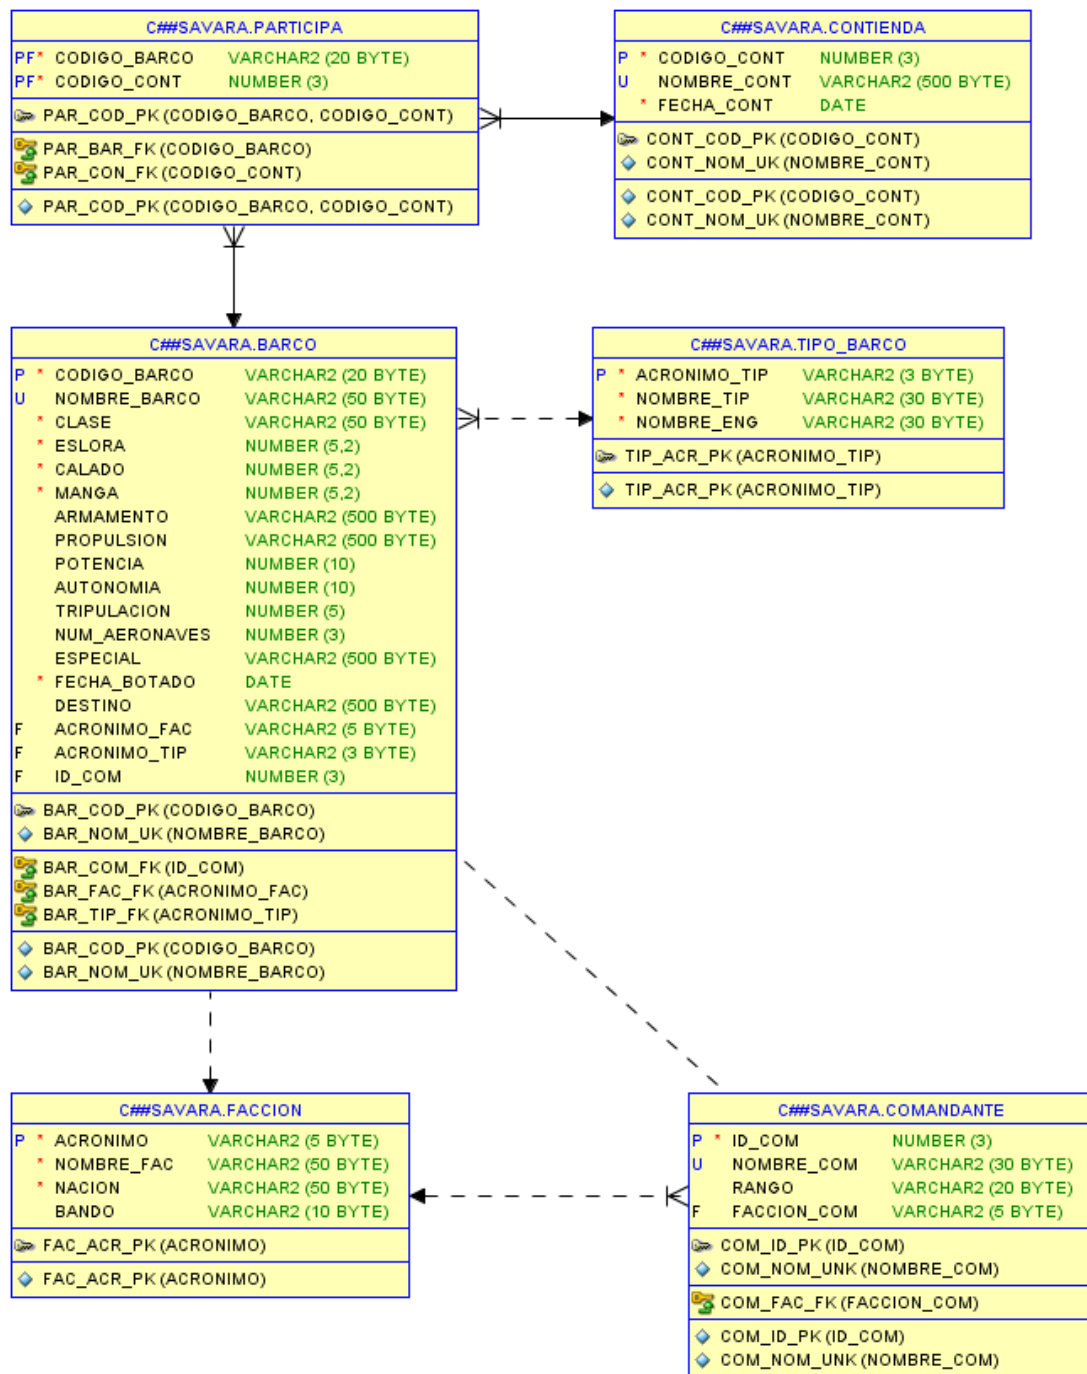 C##SAVARA.PARTICIPA
PF* CODIGO_BARCO VARCHAR2 (20 BYTE)
PF* CODIGO_CONT NUMBER (3)
PAR_COD_PK (CODIGO_BARCO, CODIGO_CONT)
PAR_BAR_FK (CODIGO_BARCO)
PAR_CON_FK (CODIGO_CONT)
PAR_COD_PK (CODIGO_BARCO, CODIGO_CONT)
C##SAVARA.CONTIENDA
P * CODIGO_CONT NUMBER (3)
U NOMBRE_CONT VARCHAR2 (500 BYTE)
* FECHA_CONT DATE
CONT_COD_PK (CODIGO_CONT)
CONT_NOM_UK (NOMBRE_CONT)
CONT_COD_PK (CODIGO_CONT)
CONT_NOM_UK (NOMBRE_CONT)
C##SAVARA.BARCO
P * CODIGO_BARCO VARCHAR2 (20 BYTE)
U NOMBRE_BARCO VARCHAR2 (50 BYTE)
* CLASE VARCHAR2 (50 BYTE)
* ESLORA NUMBER (5,2)
* CALADO NUMBER (5,2)
* MANGA NUMBER (5,2)
ARMAMENTO VARCHAR2 (500 BYTE)
PROPULSION VARCHAR2 (500 BYTE)
POTENCIA NUMBER (10)
AUTONOMIA NUMBER (10)
TRIPULACION NUMBER (5)
NUM_AERONAVES NUMBER (3)
ESPECIAL VARCHAR2 (500 BYTE)
* FECHA_BOTADO DATE
DESTINO VARCHAR2 (500 BYTE)
F ACRONIMO_FAC VARCHAR2 (5 BYTE)
F ACRONIMO_TIP VARCHAR2 (3 BYTE)
F ID_COM NUMBER (3)
BAR_COD_PK (CODIGO_BARCO)
BAR_NOM_UK (NOMBRE_BARCO)
BAR_COM_FK (ID_COM)
BAR_FAC_FK (ACRONIMO_FAC)
BAR_TIP_FK (ACRONIMO_TIP)
BAR_COD_PK (CODIGO_BARCO)
BAR_NOM_UK (NOMBRE_BARCO)
C##SAVARA.TIPO_BARCO
P * ACRONIMO_TIP VARCHAR2 (3 BYTE)
* NOMBRE_TIP VARCHAR2 (30 BYTE)
* NOMBRE_ENG VARCHAR2 (30 BYTE)
TIP_ACR_PK (ACRONIMO_TIP)
TIP_ACR_PK (ACRONIMO_TIP)
C##SAVARA.FACCION
P * ACRONIMO VARCHAR2 (5 BYTE)
* NOMBRE_FAC VARCHAR2 (50 BYTE)
* NACION VARCHAR2 (50 BYTE)
BANDO VARCHAR2 (10 BYTE)
FAC_ACR_PK (ACRONIMO)
FAC_ACR_PK (ACRONIMO)
C##SAVARA.COMANDANTE
P * ID_COM NUMBER (3)
U NOMBRE_COM VARCHAR2 (30 BYTE)
RANGO VARCHAR2 (20 BYTE)
F FACCION_COM VARCHAR2 (5 BYTE)
COM_ID_PK (ID_COM)
COM_NOM_UNK (NOMBRE_COM)
COM_FAC_FK (FACCION_COM)
COM_ID_PK (ID_COM)
COM_NOM_UNK (NOMBRE_COM)